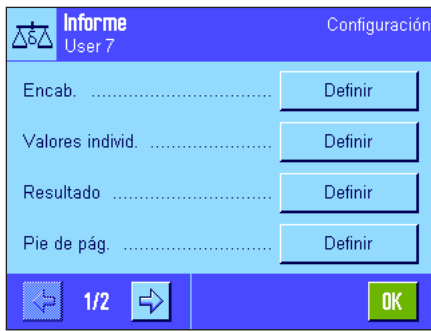 Informe
Configuración
User 7
Encab. .................................. Definir
Valores individ. ......................... Definir
Resultado ............................. Definir
Pie de pág. ............................ Definir
1/2
OK